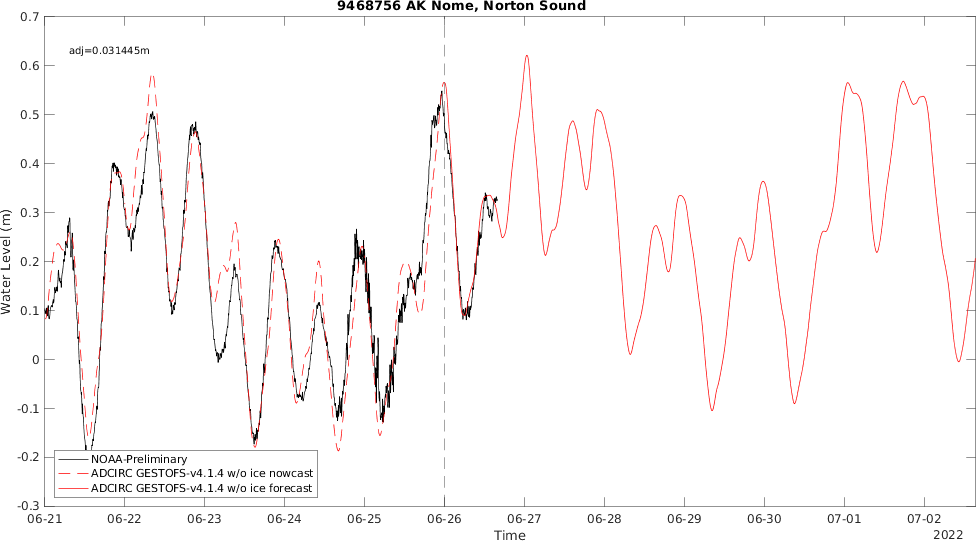 9468756 AK Nome, Norton Sound
adj=0.031445m
Water Level (m)
0.7
0.6
0.5
0.4
0.3
0.2
0.1
0
-0.1
-0.2
-0.3
NOAA-Preliminary
ADCIRC GESTOFS-v4.1.4 w/o ice nowcast
ADCIRC GESTOFS-v4.1.4 w/o ice forecast
06-21 06-22 06-23 06-24 06-25 06-26 06-27 06-28 06-29 06-30 07-01 07-02
Time
2022